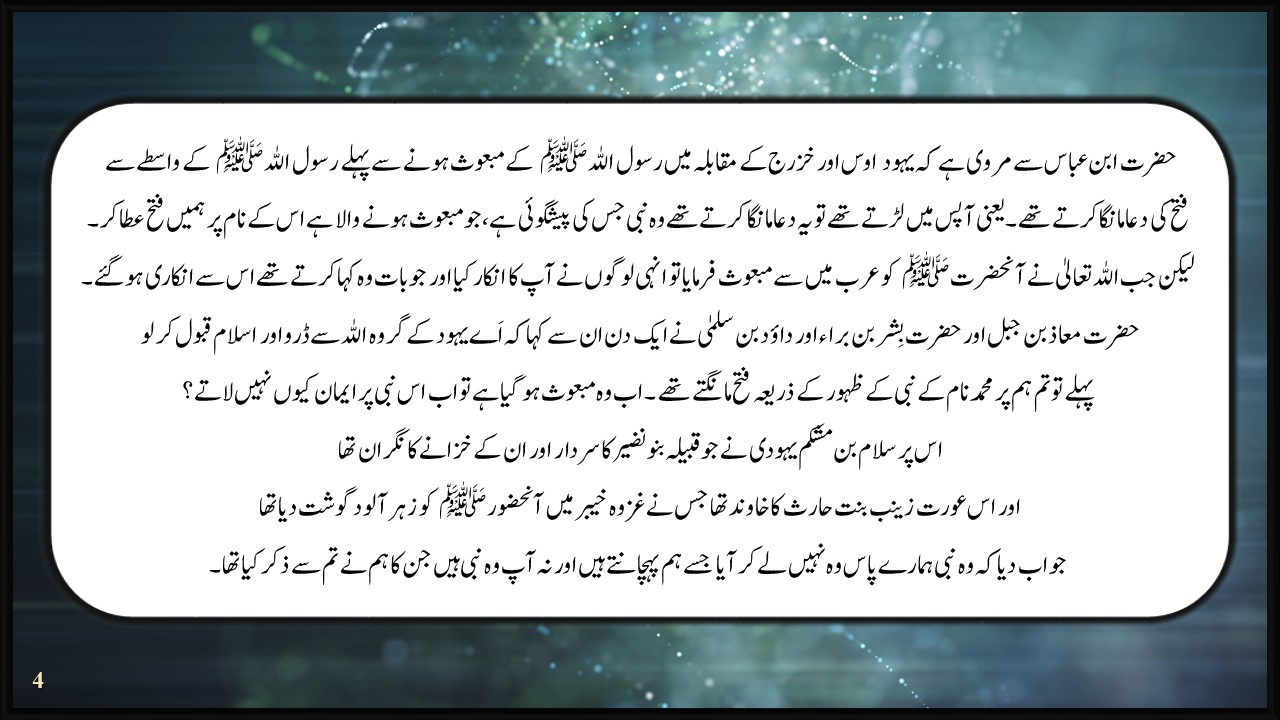 حضرت ابن عباس سے مروی ہے کہ یہود اوس اور خزرج کے مقابلہ میں رسول اللہ ﷺ کے مبعوث ہونے سے پہلے رسول اللہ ﷺ کے واسطے سے
فتح کی دعا مانگا کرتے تھے۔ یعنی آپس میں لڑتے تھے تو یہ دعا مانگا کرتے تھے وہ نبی جس کی پیشگوئی ہے، جو مبعوث ہونے والا ہے اس کے نام پر ہمیں فتح عطا کر۔
لیکن جب اللہ تعالیٰ نے آنحضرت ﷺ کو عرب میں سے مبعوث فرمایا تو انہی لوگوں نے آپ کا انکار کیا اور جو بات وہ کہا کرتے تھے اس سے انکاری ہو گئے۔
حضرت معاذ بن جبل اور حضرت بِشر بن براء اور داؤد بن سلمیٰ نے ایک دن ان سے کہا کہ اَے یہود کے گروہ اللہ سے ڈرو اور اسلام قبول کر لو
پہلے تو تم ہم پر محمد نام کے نبی کے ظہور کے ذریعہ فتح مانگتے تھے۔ اب وہ مبعوث ہو گیا ہے تو اب اس نبی پر ایمان کیوں نہیں لاتے؟
اس پر سلام بن مشکم یہودی نے جو قبیلہ بنو نضیر کا سردار اور ان کے خزانے کا نگران تھا
اور اس عورت زینب بنت حارث کا خاوند تھا جس نے غزوہ خیبر میں آنحضور ﷺ کو زہر آلود گوشت دیا تھا
جواب دیا کہ وہ نبی ہمارے پاس وہ نہیں لے کر آیا جسے ہم پہچانتے ہیں اور نہ آپ وہ نبی ہیں جن کا ہم نے تم سے ذکر کیا تھا۔
4